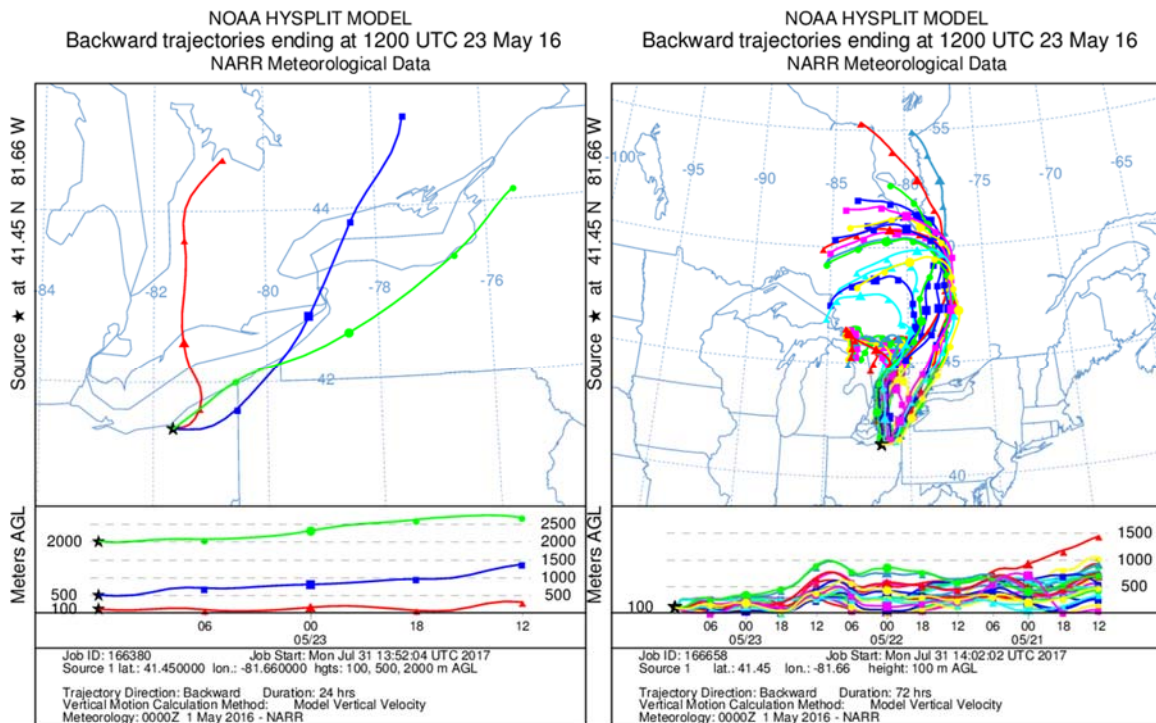 NOAA HYSPLIT MODEL
Backward trajectories ending at 1200 UTC 23 May 16
NARR Meteorological Data
Source ★ at 41.45 N 81.66 W
-84
-82
-80
-78
-76
44
42
Meters AGL
2000
500
100
2500
2000
1500
1000
500
06 00 18 12
05/23
Job ID: 166380 Job Start: Mon Jul 31 13:52:04 UTC 2017
Source 1 lat.: 41.450000 lon.: -81.660000 hgts: 100, 500, 2000 m AGL
Trajectory Direction: Backward Duration: 24 hrs
Vertical Motion Calculation Method: Model Vertical Velocity
Meteorology: 0000Z 1 May 2016 - NARR
NOAA HYSPLIT MODEL
Backward trajectories ending at 1200 UTC 23 May 16
NARR Meteorological Data
Source ★ at 41.45 N 81.66 W
-100
-85
-80
-75
-70
-65
55
45
40
Meters AGL
100
1500
1000
500
06 00 18 12 06 00 18 12 06 00 18 12
05/23 05/22 05/21
Job ID: 166658 Job Start: Mon Jul 31 14:02:02 UTC 2017
Source 1 lat.: 41.45 lon.: -81.66 height: 100 m AGL
Trajectory Direction: Backward Duration: 72 hrs
Vertical Motion Calculation Method: Model Vertical Velocity
Meteorology: 0000Z 1 May 2016 - NARR